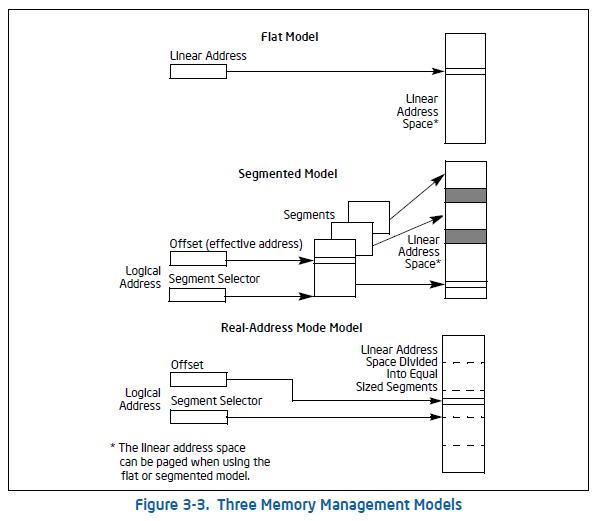 Flat Model
Linear Address
Linear
Address
Space*
Segmented Model
Segments
Offset (effective address)
Logical
Address
Segment Selector
Linear
Address
Space*
Real-Address Mode Model
Linear Address
Space Divided
Into Equal
Sized Segments
Offset
Logical
Address
Segment Selector
* The linear address space
can be paged when using the
flat or segmented model.
Figure 3-3. Three Memory Management Models